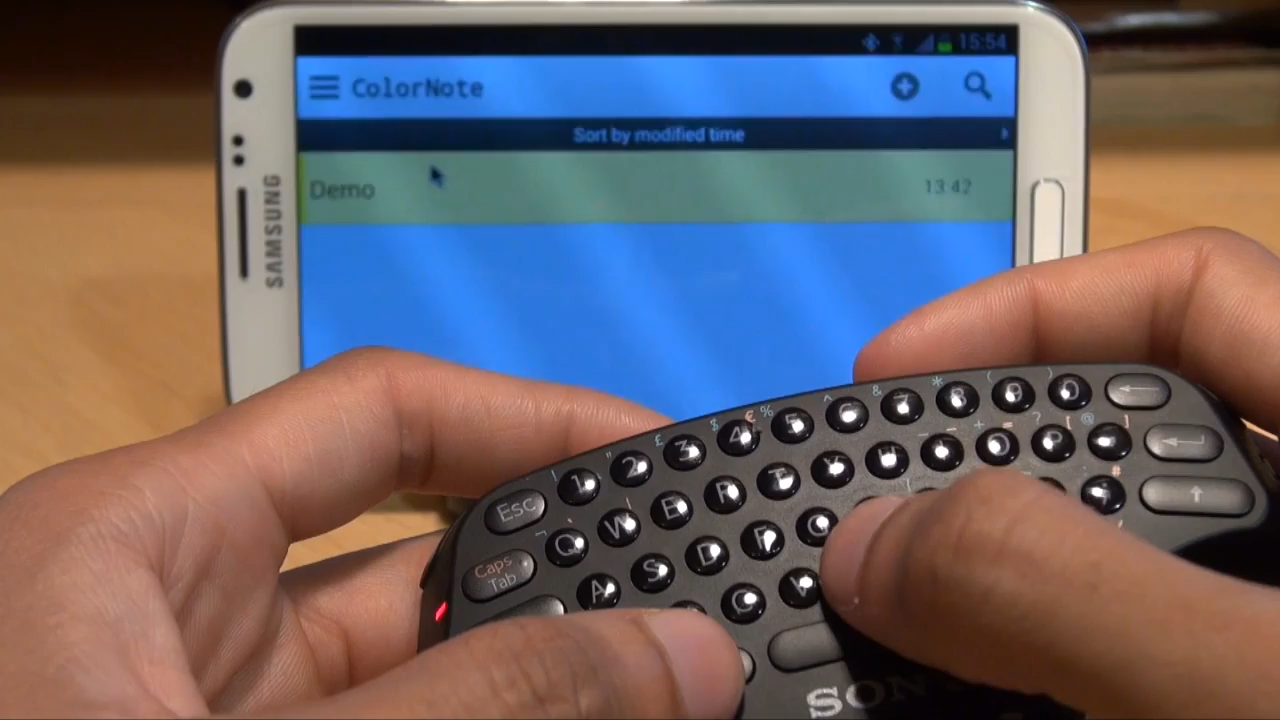 15:54
ColorNote
Sort by modified time
Demo
13:42
SAMSUNG
£ $ € % ^ & * ( )
1 2 3 4 5 6 7 8 9 0
Esc
Q W E R T Y U I O P
Caps
Tab
A S D F G
C V
SONY